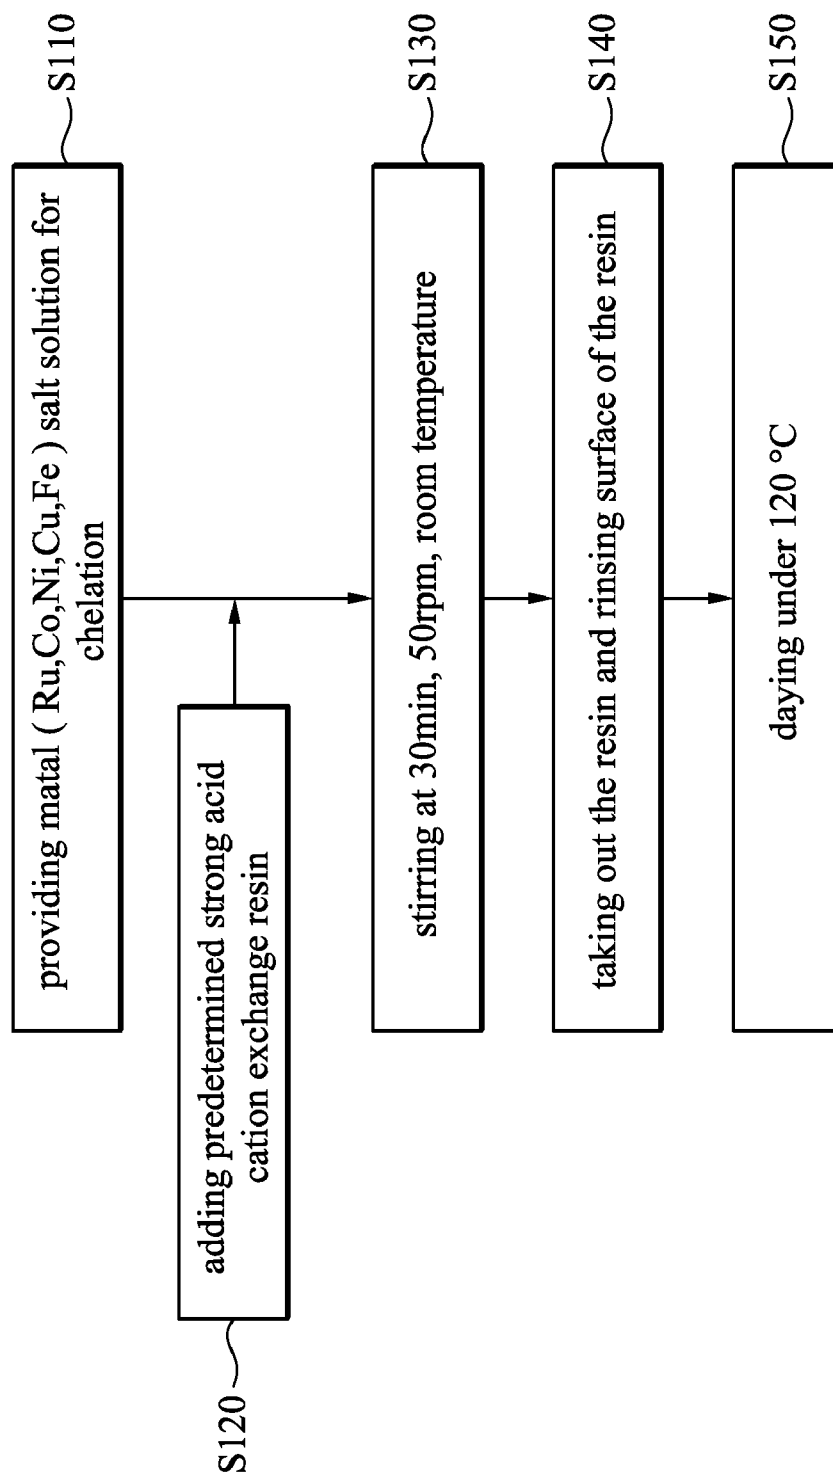 providing matal ( Ru,Co,Ni,Cu,Fe ) salt solution for
chelation
S110
adding predetermined strong acid
cation exchange resin
S120
stirring at 30min, 50rpm, room temperature
S130
taking out the resin and rinsing surface of the resin
S140
daying under 120 °C
S150